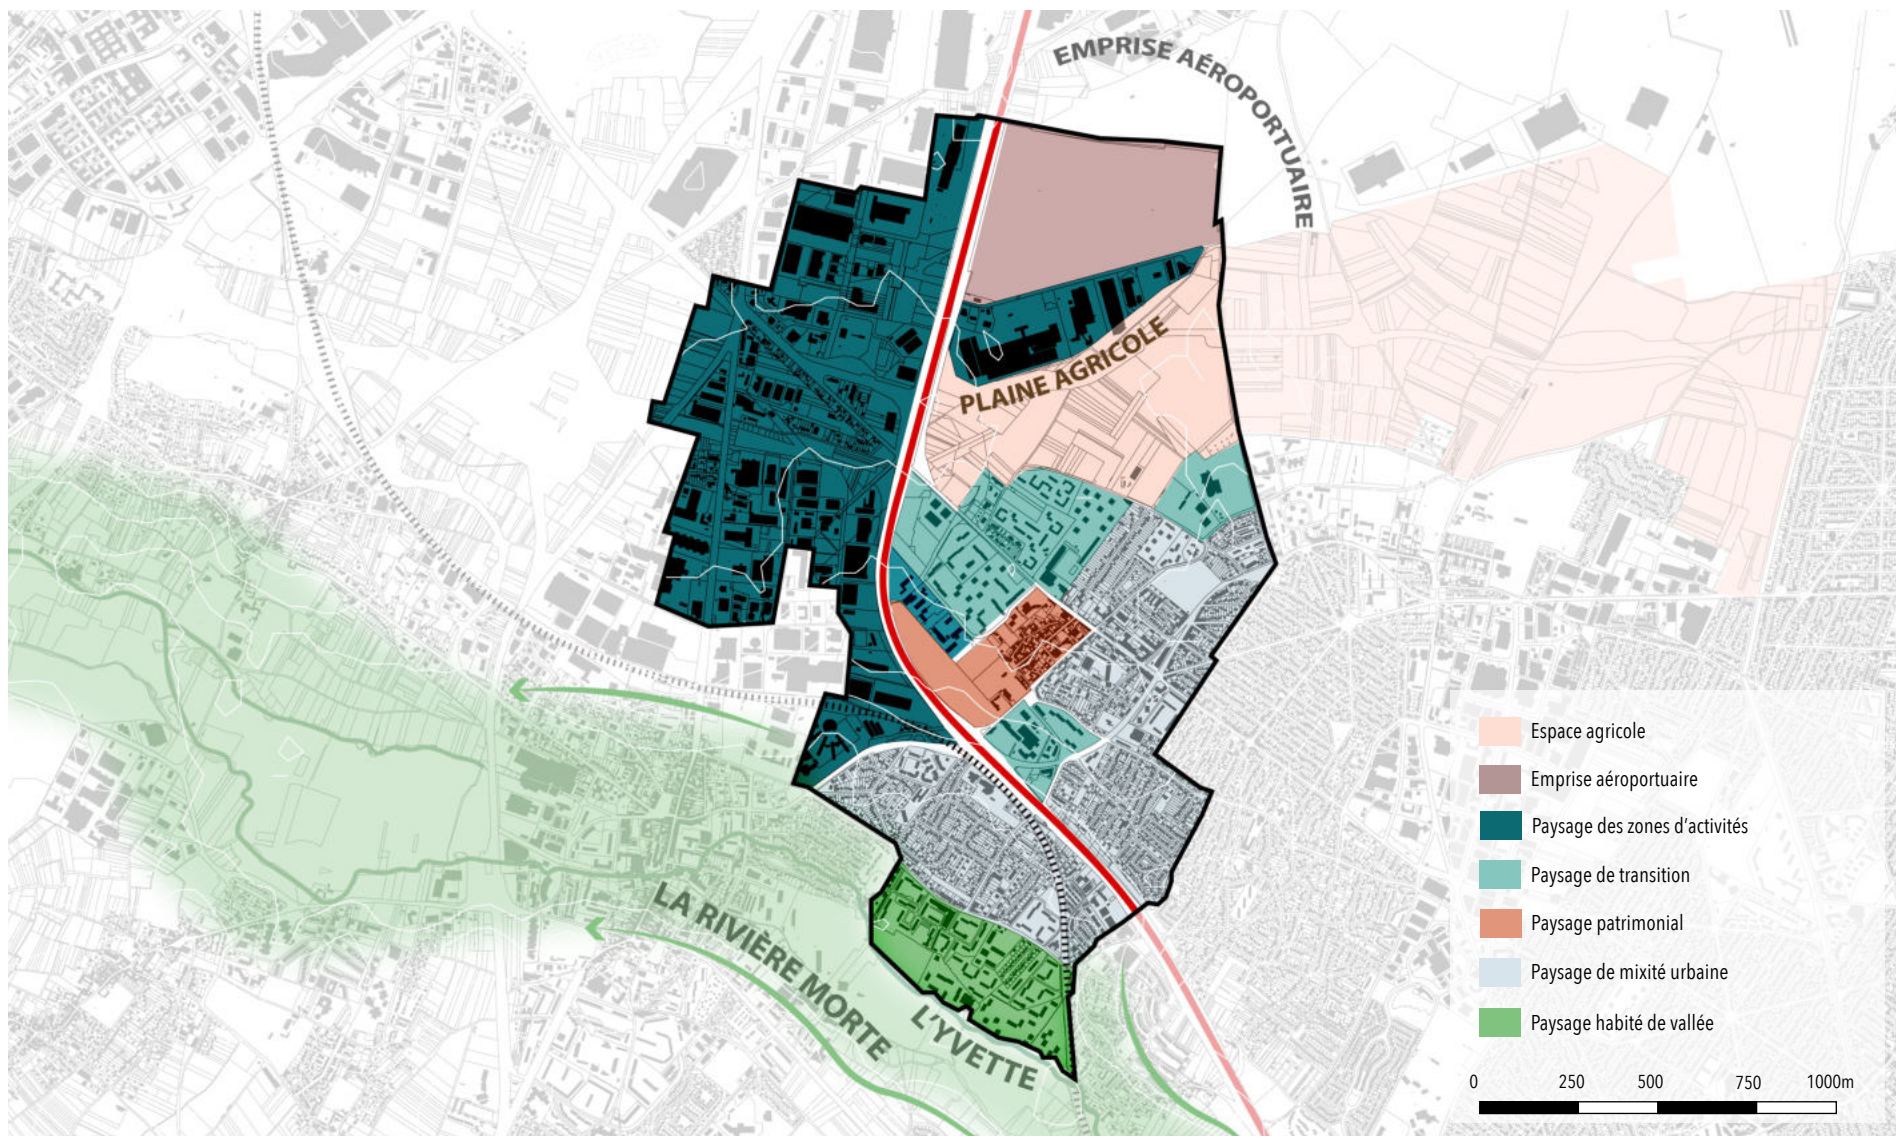 EMPRISE AÉROPORTUAIRE
PLAINE AGRICOLE
LA RIVIÈRE MORTE
L'YVETTE
Espace agricole
Emprise aéroportuaire
Paysage des zones d'activités
Paysage de transition
Paysage patrimonial
Paysage de mixité urbaine
Paysage habité de vallée
0 250 500 750 1000m